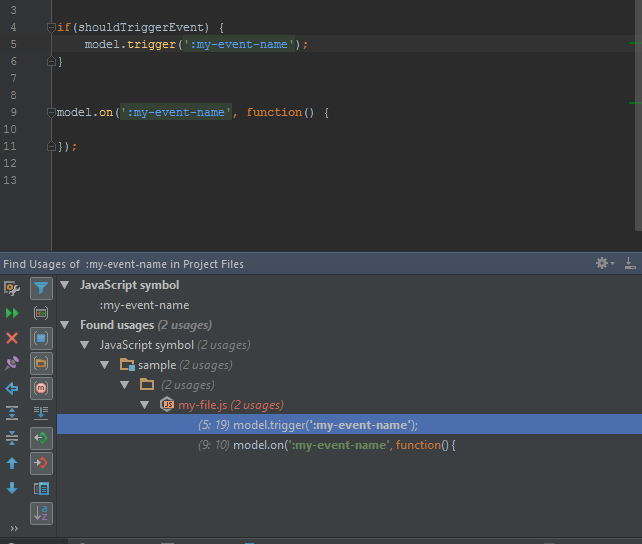 3
4 if(shouldTriggerEvent) {
5 model.trigger(':my-event-name');
6 }
7
8
9 model.on(':my-event-name', function() {
10
11 });
12
13
Find Usages of :my-event-name in Project Files
JavaScript symbol
:my-event-name
Found usages (2 usages)
JavaScript symbol (2 usages)
sample (2 usages)
(2 usages)
JS my-file.js (2 usages)
(5: 19) model.trigger(':my-event-name');
(9: 10) model.on(':my-event-name', function() {